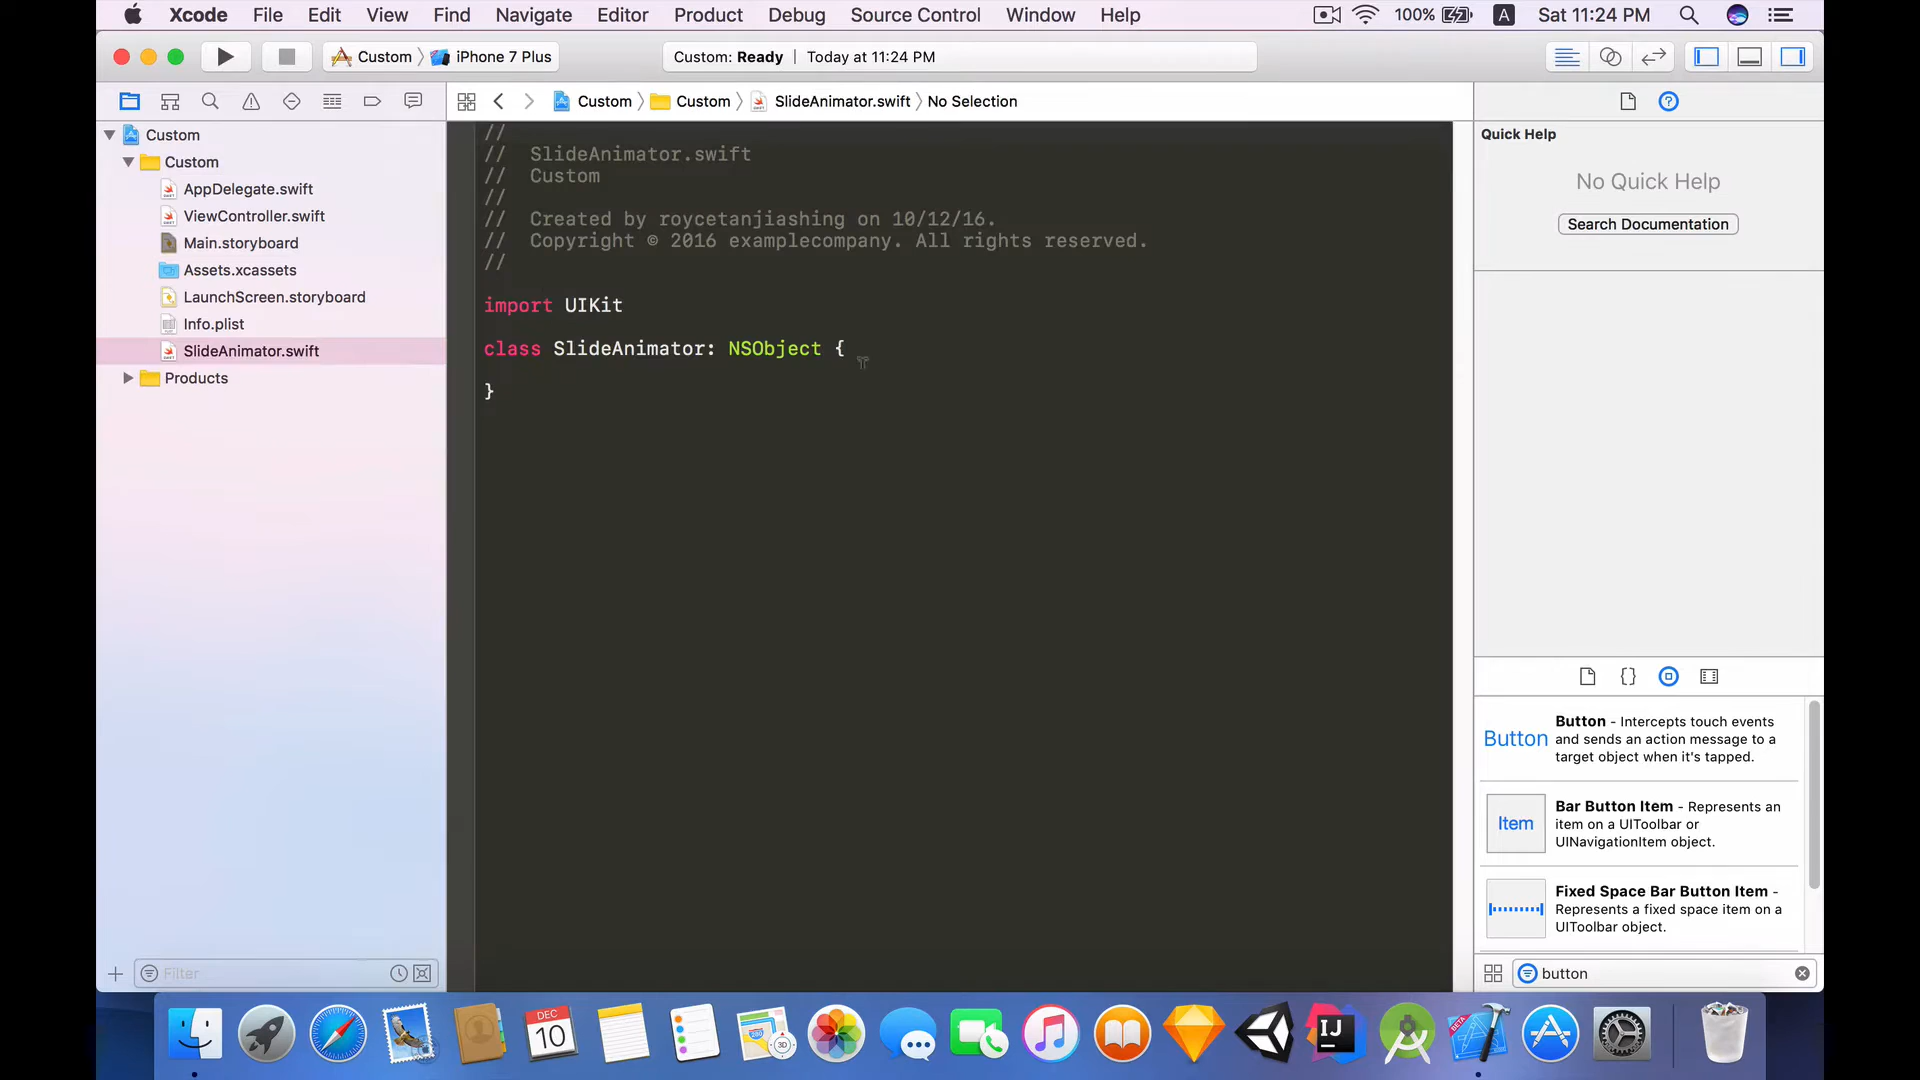 Xcode File Edit View Find Navigate Editor Product Debug Source Control Window Help 100% A Sat 11:24 PM
Custom iPhone 7 Plus Custom: Ready Today at 11:24 PM
Custom Custom SlideAnimator.swift No Selection
Custom
Custom
AppDelegate.swift
ViewController.swift
Main.storyboard
Assets.xcassets
LaunchScreen.storyboard
Info.plist
SlideAnimator.swift
Products
Filter
//
// SlideAnimator.swift
// Custom
//
// Created by roycetanjiashing on 10/12/16.
// Copyright © 2016 examplecompany. All rights reserved.
//
import UIKit
class SlideAnimator: NSObject {
}
Quick Help
No Quick Help
Search Documentation
{}
Button
Button - Intercepts touch events
and sends an action message to a
target object when it's tapped.
Item
Bar Button Item - Represents an
item on a UIToolbar or
UINavigationItem object.
Fixed Space Bar Button Item -
Represents a fixed space item on a
UIToolbar object.
button
DEC
10
280
3D
IJ
BETA